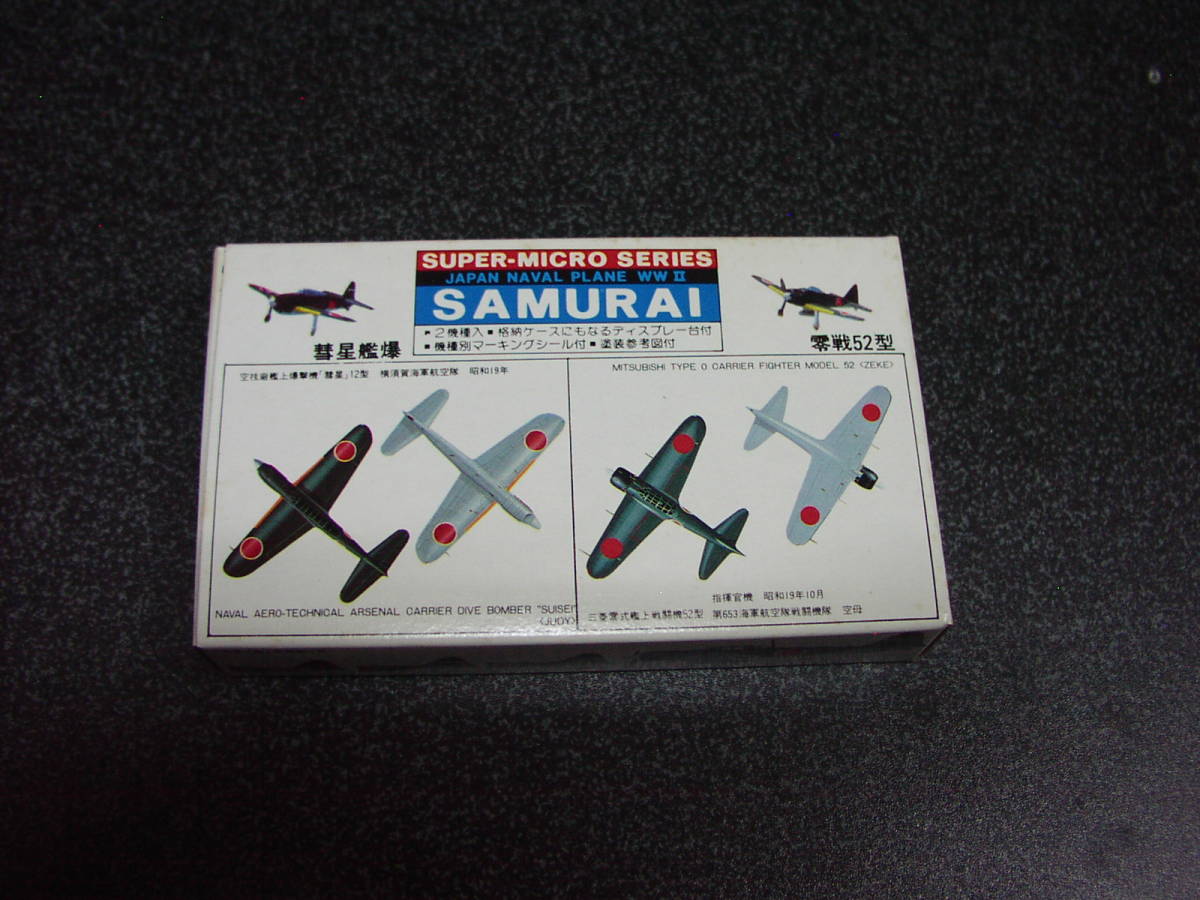 SUPER-MICRO SERIES
JAPAN NAVAL PLANE WW II
SAMURAI
2機種入■格納ケースにもなるディスプレー台付
■機種別マーキングシール付■塗装参考図付
彗星艦爆
零戦52型
空技廠艦上爆撃機「彗星」12型 横須賀海軍航空隊 昭和19年
NAVAL AERO-TECHNICAL ARSENAL CARRIER DIVE BOMBER "SUISEI"
〈JUDY〉
MITSUBISHI TYPE 0 CARRIER FIGHTER MODEL 52 〈ZEKE〉
指揮官機 昭和19年10月
三菱零式艦上戦闘機52型 第653海軍航空隊戦闘機隊 空母